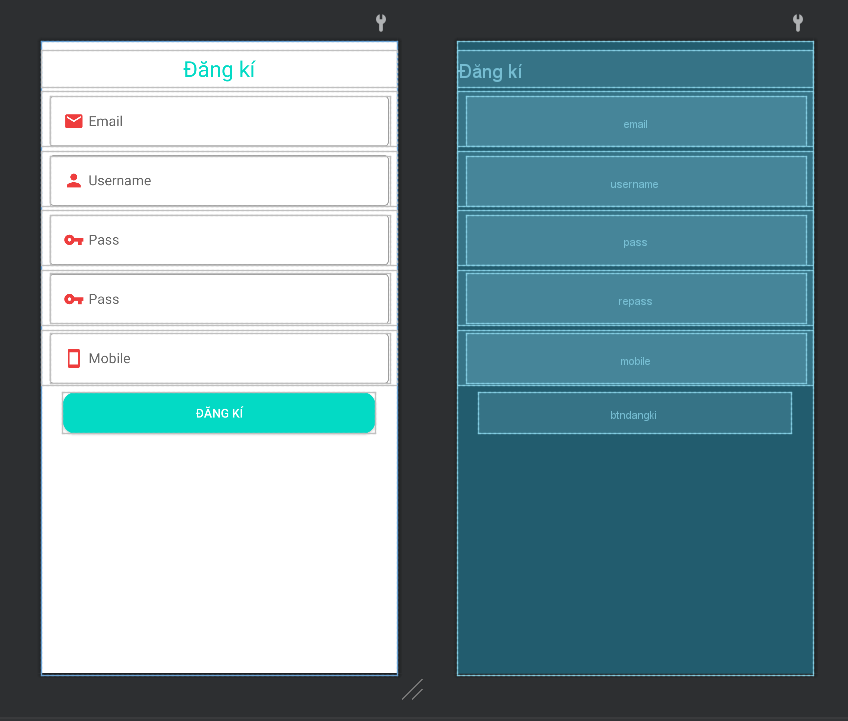 Đăng kí
Email
Username
Pass
Pass
Mobile
ĐĂNG KÍ
Đăng kí
email
username
pass
repass
mobile
btndangki